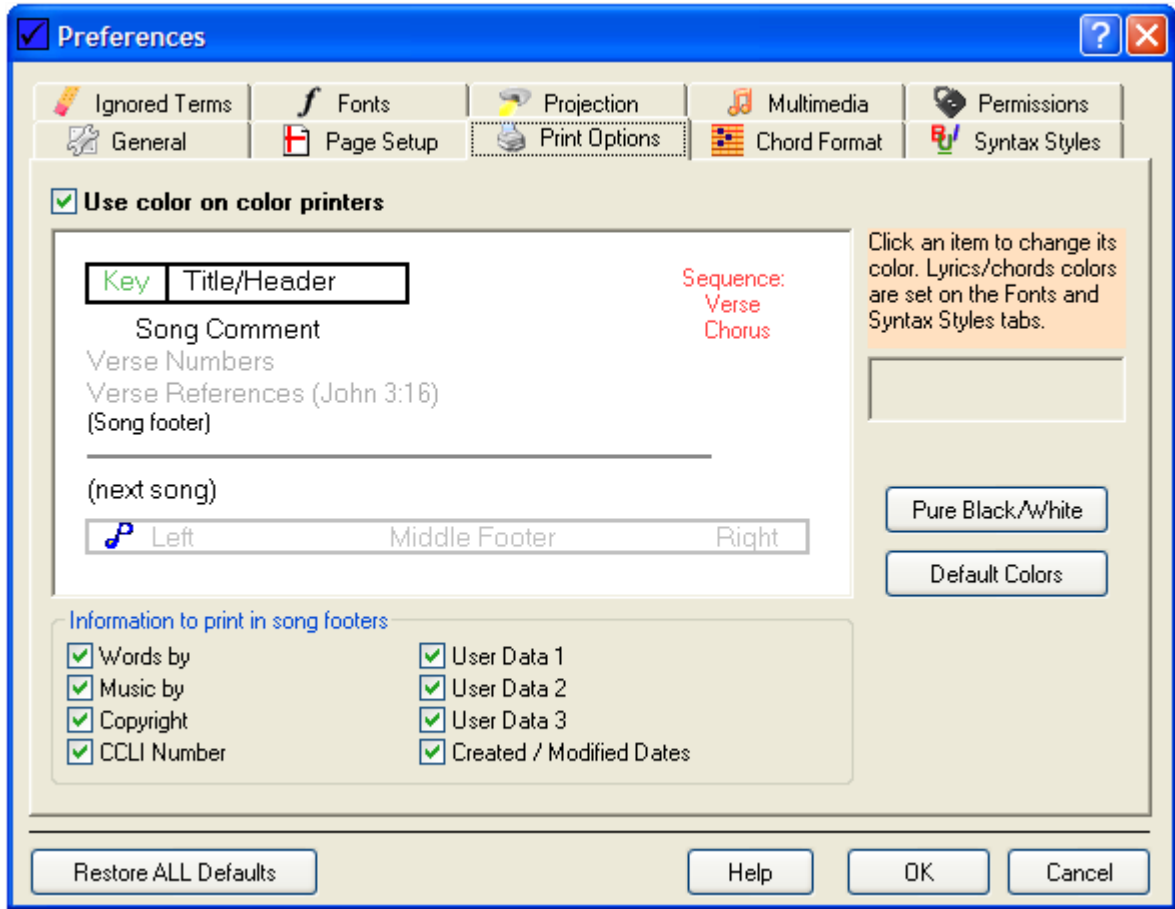 Preferences
Ignored Terms Fonts Projection Multimedia Permissions
General Page Setup Print Options Chord Format Syntax Styles
Use color on color printers
Key Title/Header
Song Comment
Verse Numbers
Verse References (John 3:16)
(Song footer)
(next song)
Left Middle Footer Right
Sequence:
Verse
Chorus
Click an item to change its
color. Lyrics/chords colors
are set on the Fonts and
Syntax Styles tabs.
Pure Black/White
Default Colors
Information to print in song footers
Words by User Data 1
Music by User Data 2
Copyright User Data 3
CCLI Number Created / Modified Dates
Restore ALL Defaults Help OK Cancel